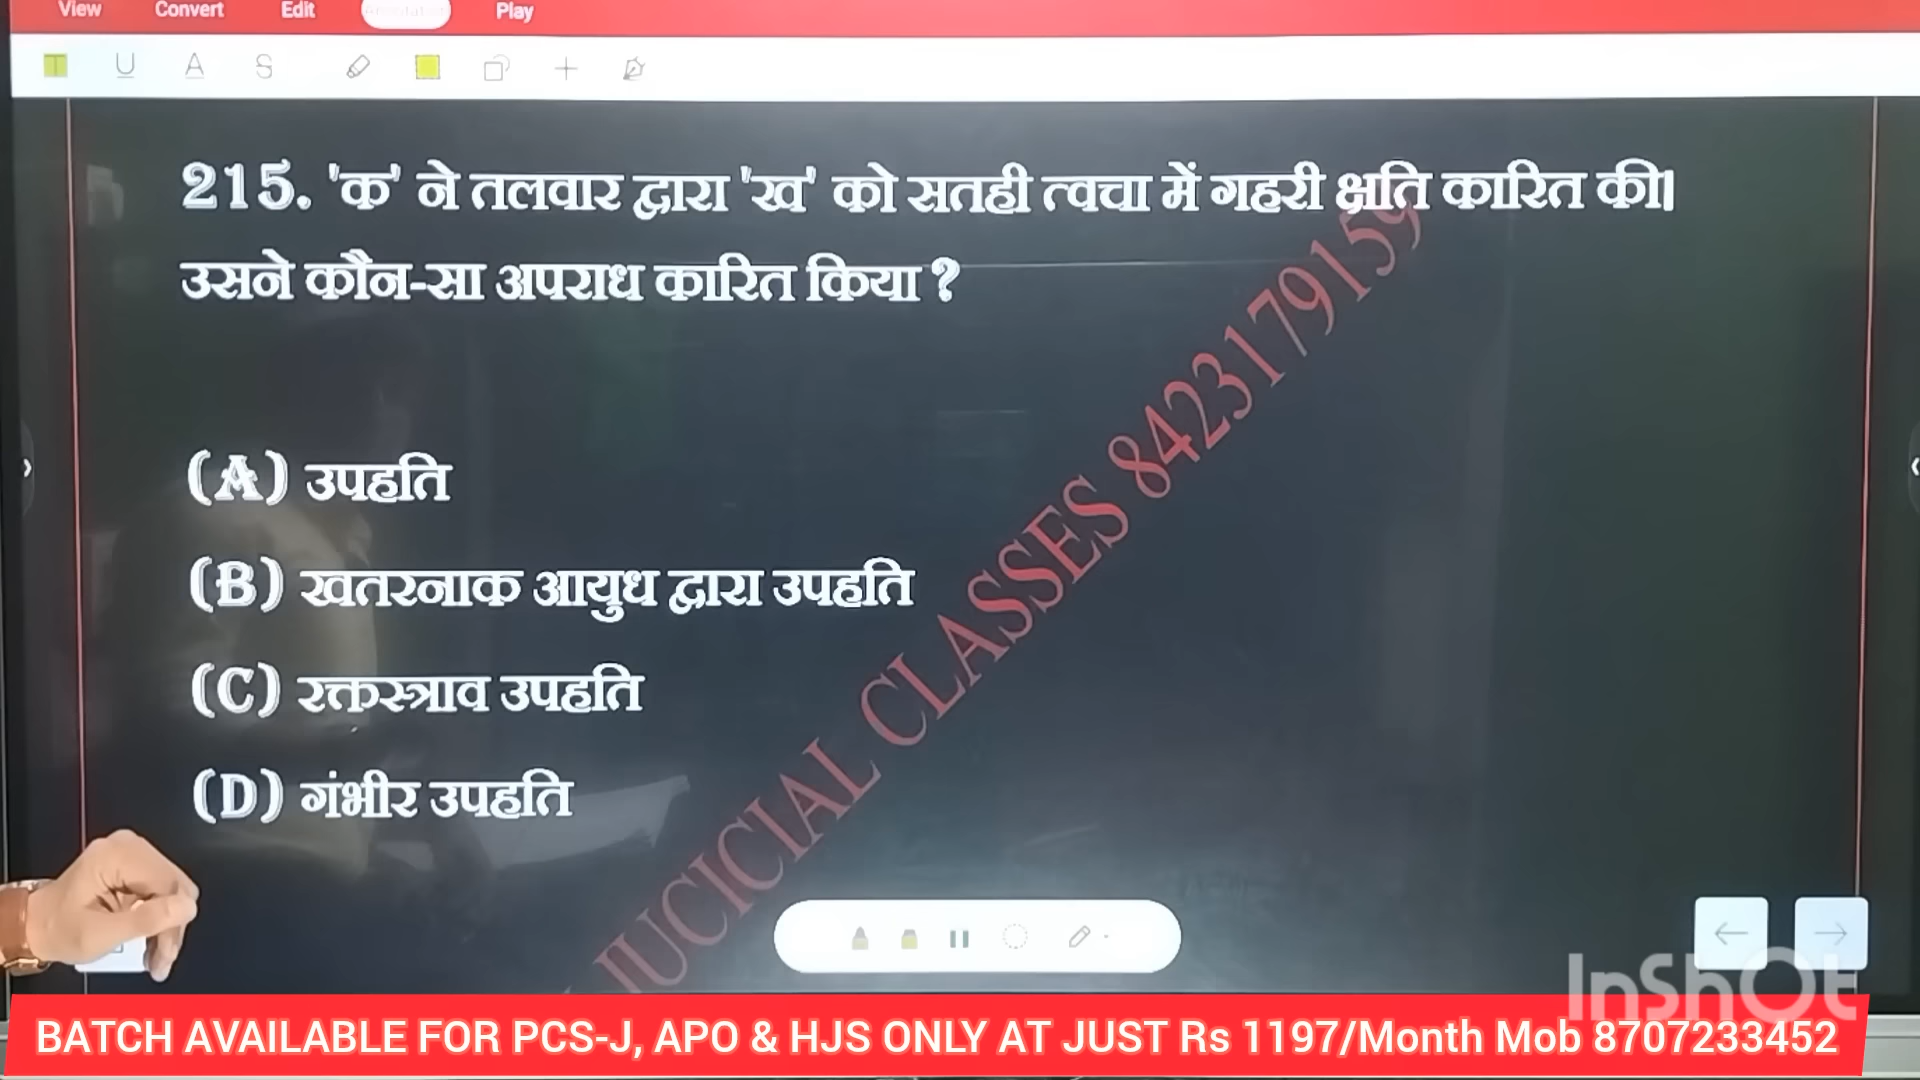 View Convert Edit Annotation Play
215. 'क' ने तलवार द्वारा 'ख' को सतही त्वचा में गहरी क्षति कारित की।
उसने कौन-सा अपराध कारित किया ?
(A) उपहति
(B) खतरनाक आयुध द्वारा उपहति
(C) रक्तस्त्राव उपहति
(D) गंभीर उपहति
JUCICIAL CLASSES 8423179159
InShOt
BATCH AVAILABLE FOR PCS-J, APO & HJS ONLY AT JUST Rs 1197/Month Mob 8707233452